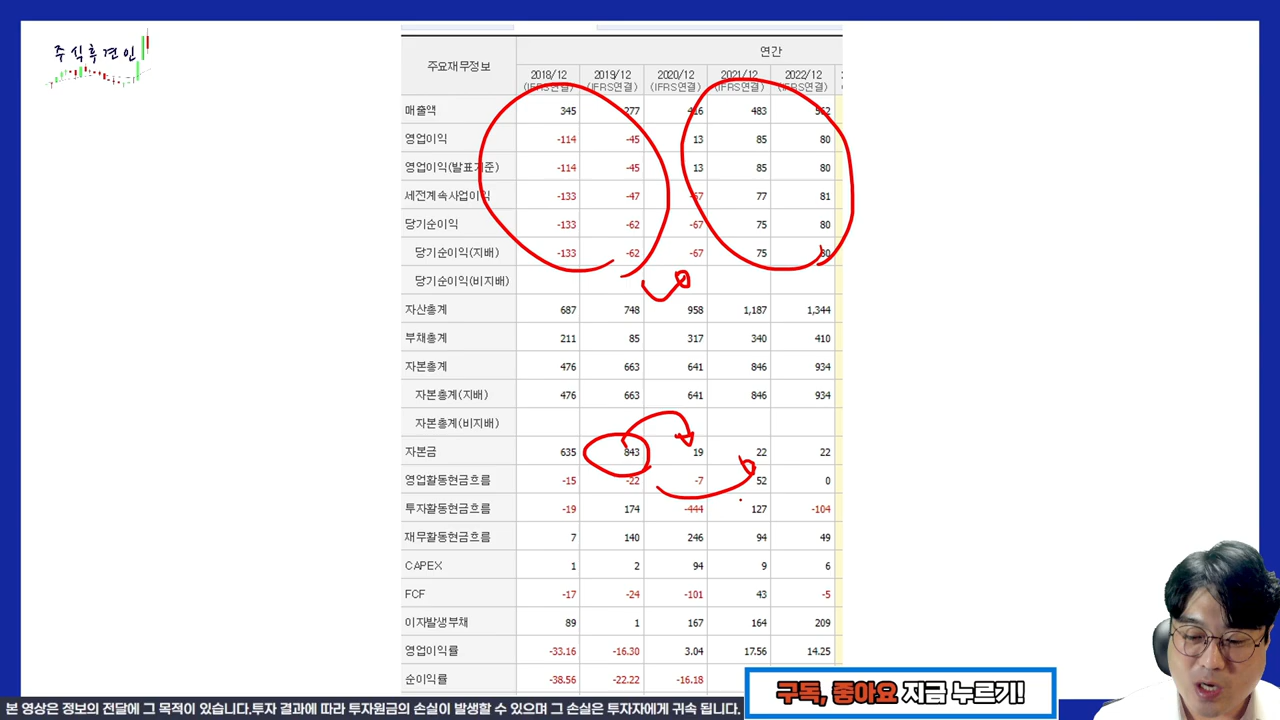 주식후견인
주요재무정보 연간
2018/12 2019/12 2020/12 2021/12 2022/12
(IFRS연결) (IFRS연결) (IFRS연결) (IFRS연결) (IFRS연결)
매출액 345 277 416 483 562
영업이익 -114 -45 13 85 80
영업이익(발표기준) -114 -45 13 85 80
세전계속사업이익 -133 -47 -67 77 81
당기순이익 -133 -62 -67 75 80
당기순이익(지배) -133 -62 -67 75 80
당기순이익(비지배)
자산총계 687 748 958 1,187 1,344
부채총계 211 85 317 340 410
자본총계 476 663 641 846 934
자본총계(지배) 476 663 641 846 934
자본총계(비지배)
자본금 635 843 19 22 22
영업활동현금흐름 -15 -22 -7 52 0
투자활동현금흐름 -19 174 -444 127 -104
재무활동현금흐름 7 140 246 94 49
CAPEX 1 2 94 9 6
FCF -17 -24 -101 43 -5
이자발생부채 89 1 167 164 209
영업이익률 -33.16 -16.30 3.04 17.56 14.25
순이익률 -38.56 -22.22 -16.18
구독, 좋아요 지금 누르기!
본 영상은 정보의 전달에 그 목적이 있습니다.투자 결과에 따라 투자원금의 손실이 발생할 수 있으며 그 손실은 투자자에게 귀속 됩니다.